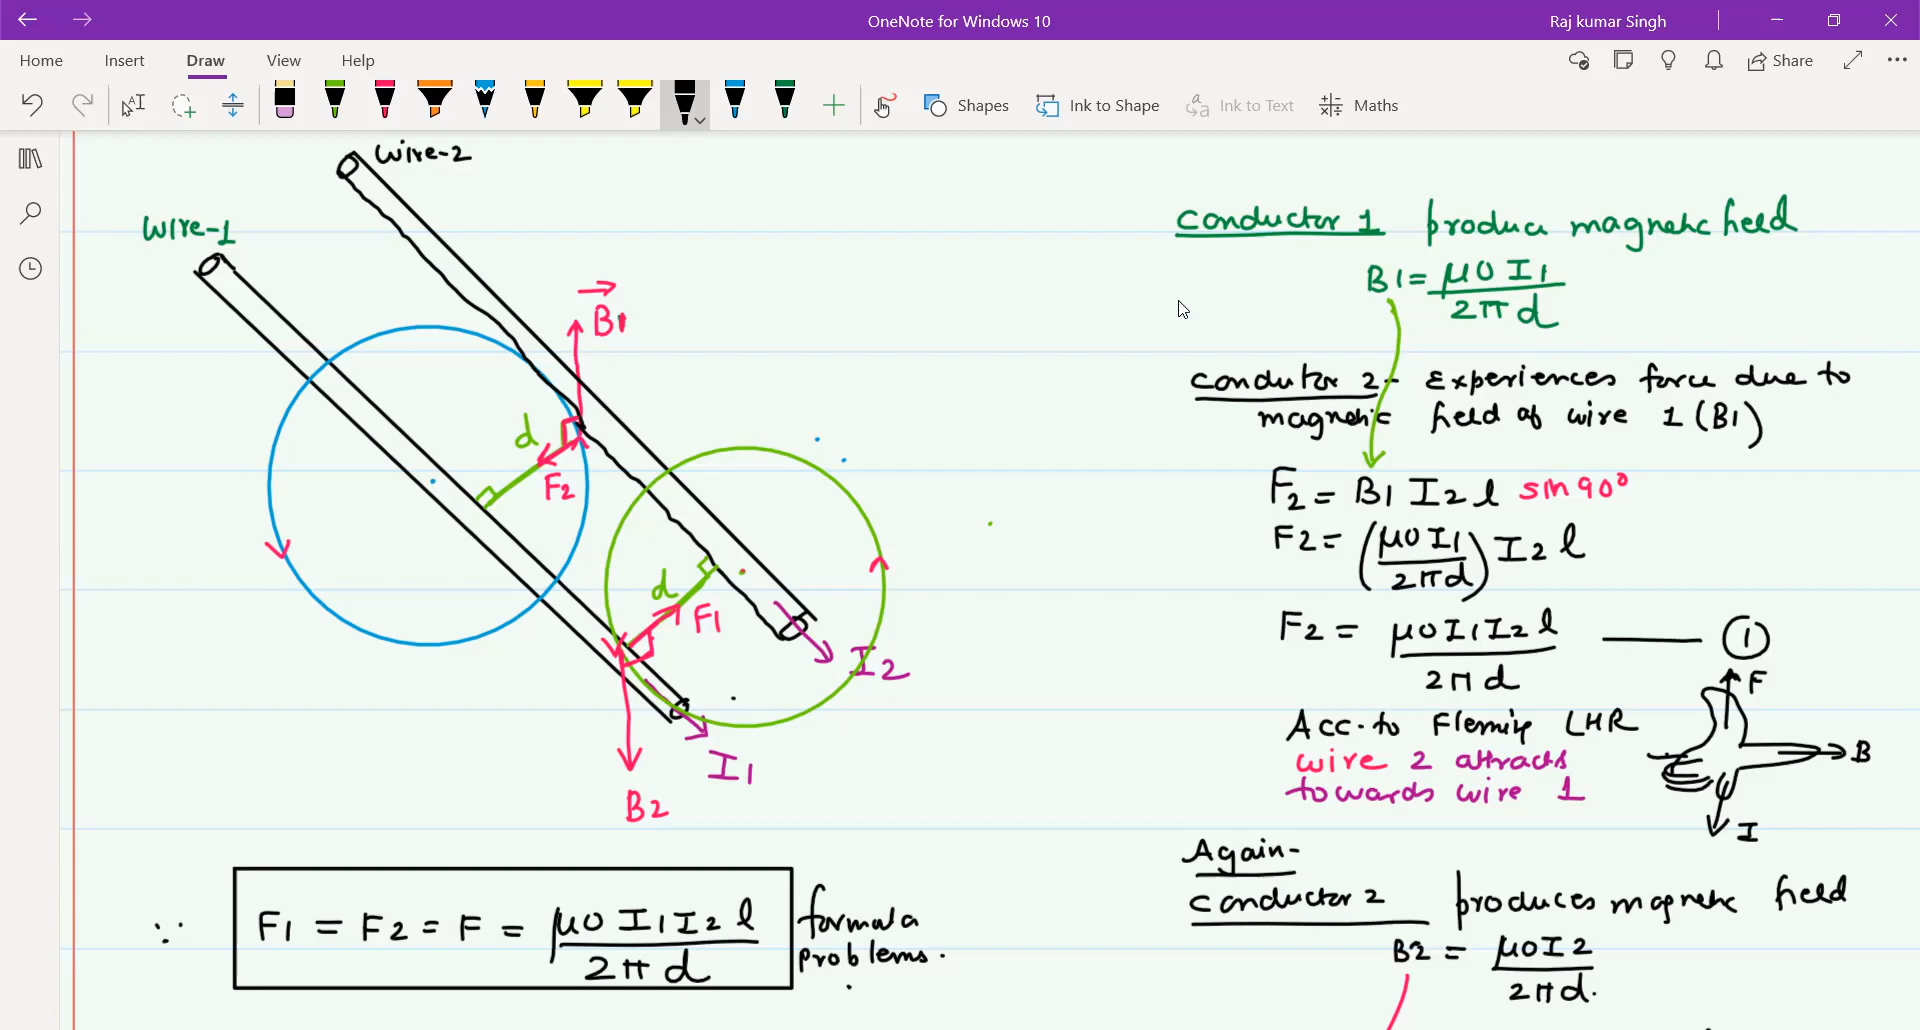 OneNote for Windows 10
Raj kumar Singh
Home Insert Draw View Help
Share
Shapes Ink to Shape Ink to Text Maths
wire-2
wire-1
B1
d
F2
d
F1
I2
I1
B2
∵ F1 = F2 = F = μ0 I1 I2 l / 2π d
formula
problems.
Conductor 1 produce magnetic field
B1 = μ0 I1 / 2π d
Condutor 2- Experiences force due to
magnetic field of wire 1 (B1)
F2 = B1 I2 l sin 90°
F2 = (μ0 I1 / 2πd) I2 l
F2 = μ0 I1 I2 l / 2π d —— ①
Acc. to Fleming LHR
wire 2 attracts
towards wire 1
F
B
I
Again-
Conductor 2 produces magnetic field
B2 = μ0 I2 / 2π d.